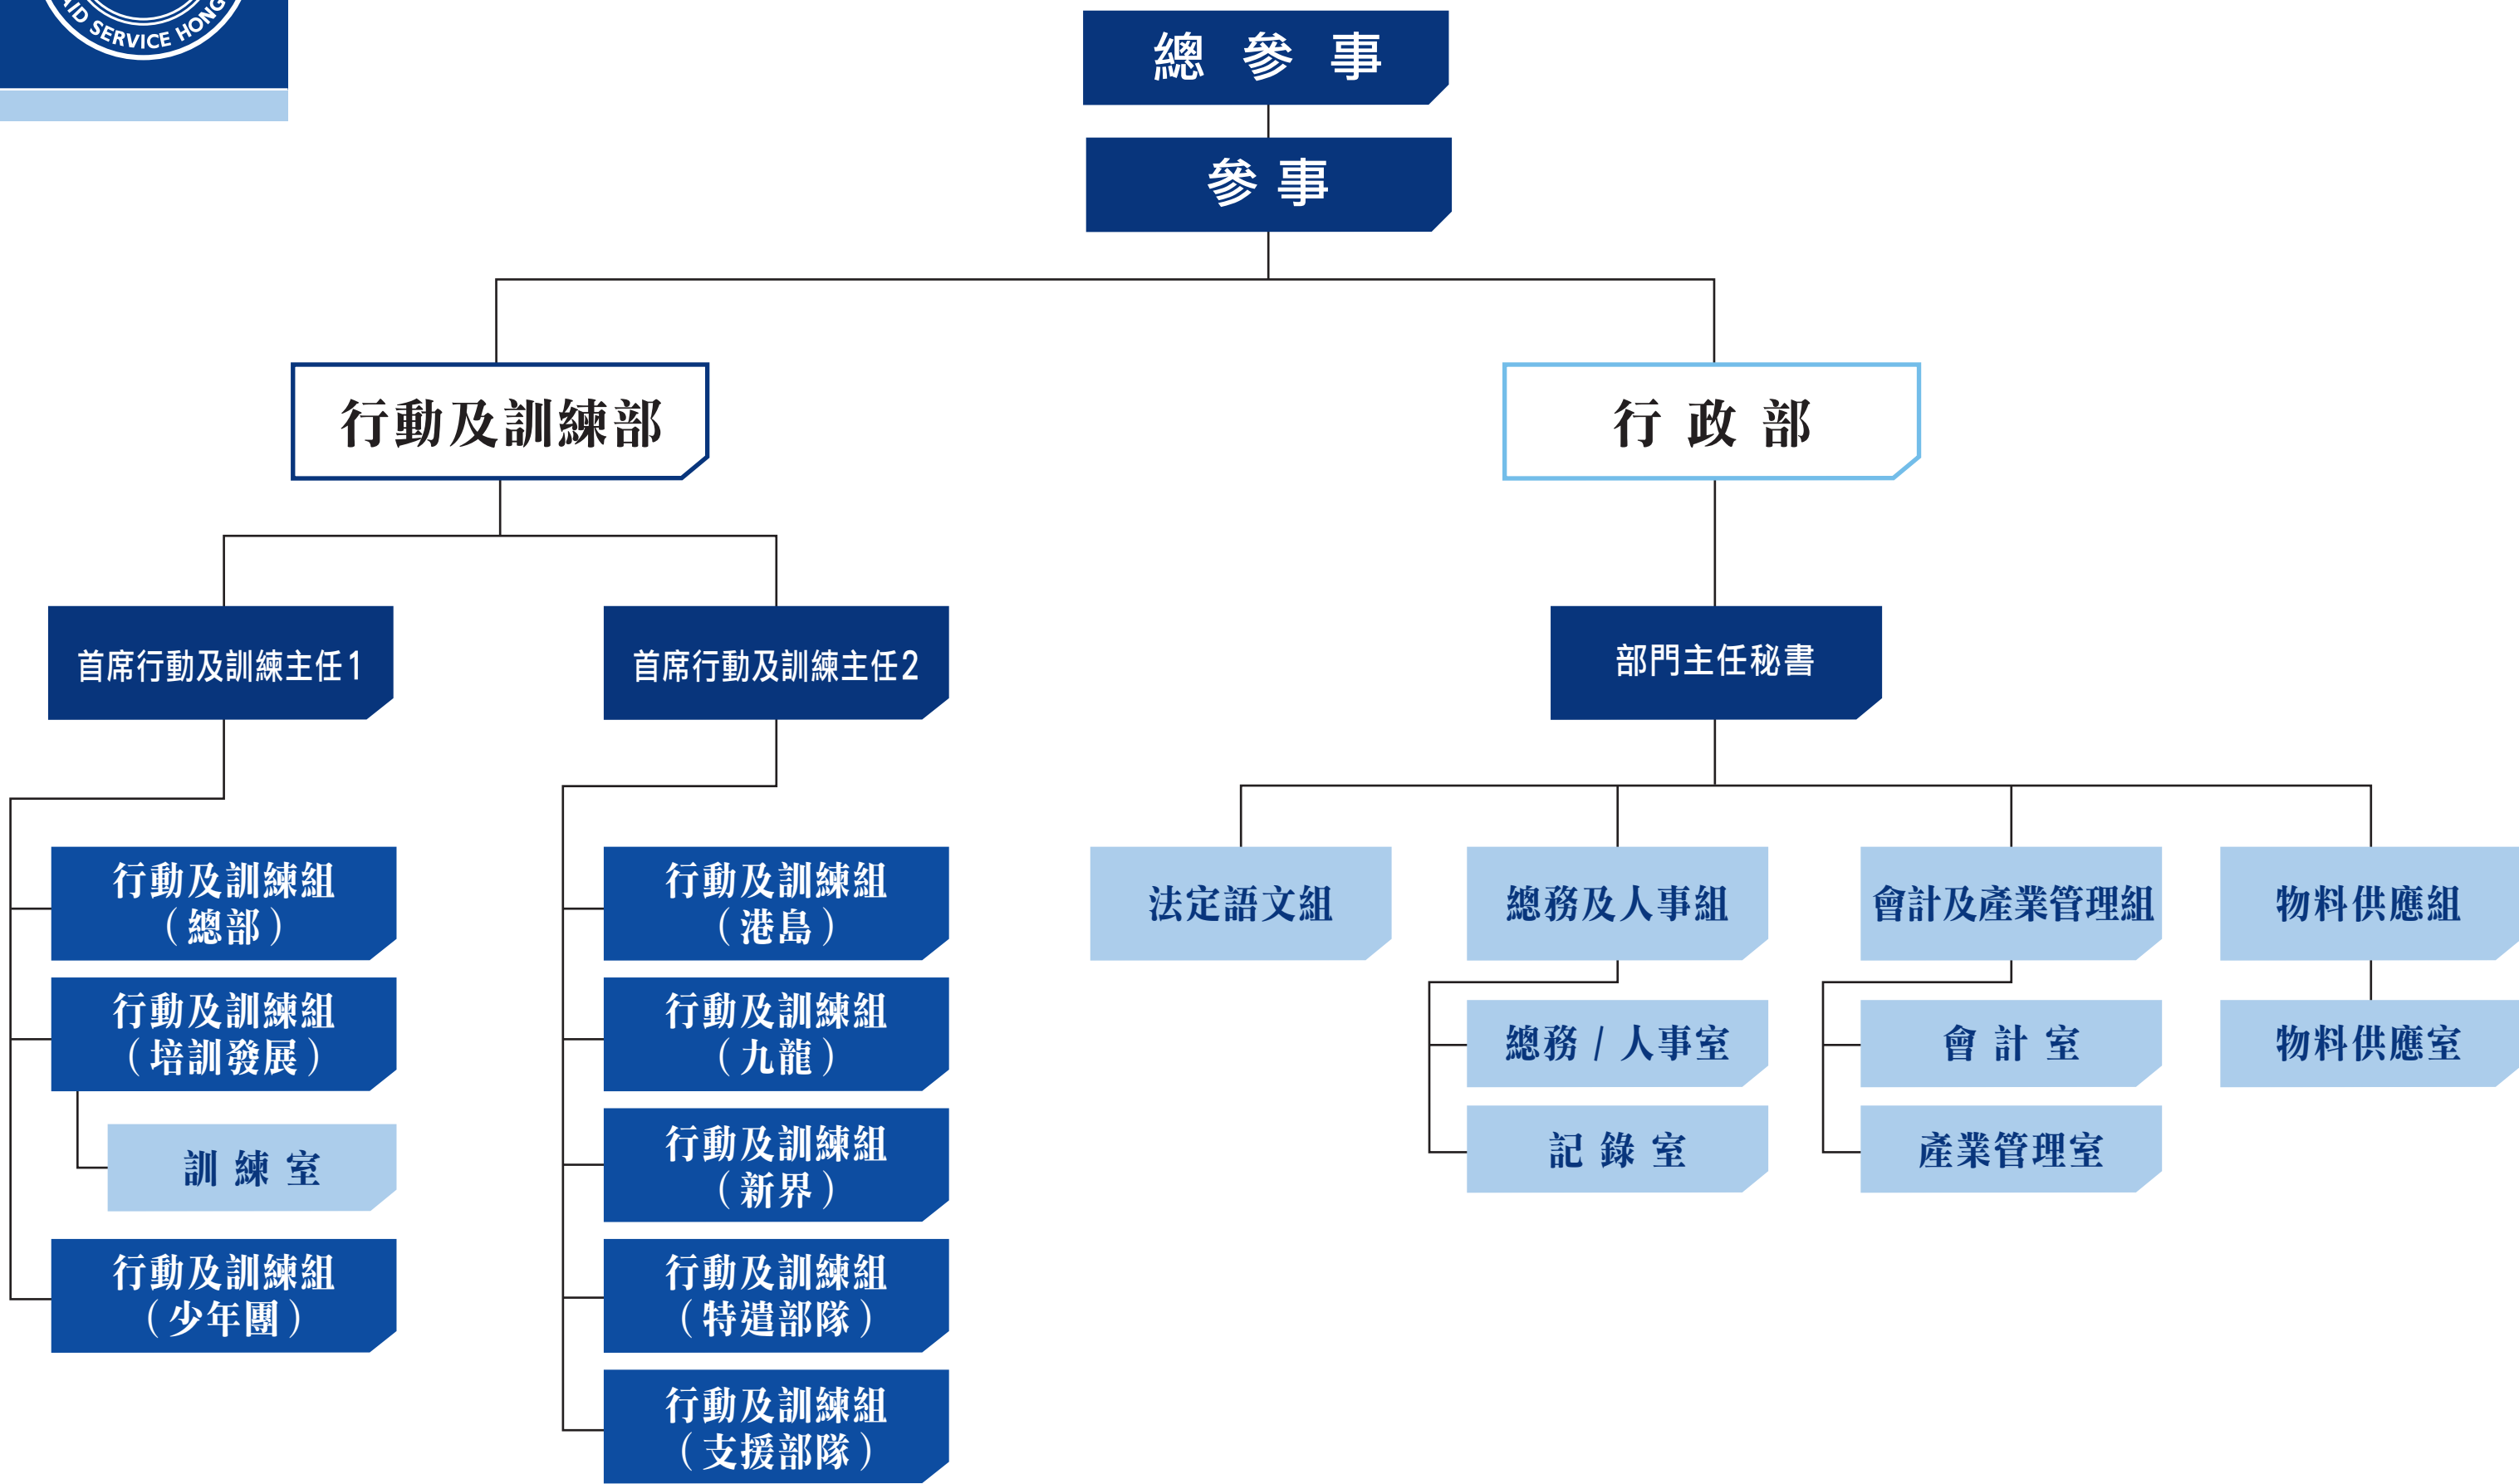 AID SERVICE HONG
總參事
參事
行動及訓練部
行政部
首席行動及訓練主任1
首席行動及訓練主任2
部門主任秘書
行動及訓練組
（總部）
行動及訓練組
（培訓發展）
訓練室
行動及訓練組
（少年團）
行動及訓練組
（港島）
行動及訓練組
（九龍）
行動及訓練組
（新界）
行動及訓練組
（特遣部隊）
行動及訓練組
（支援部隊）
法定語文組
總務及人事組
總務 / 人事室
記錄室
會計及產業管理組
會計室
產業管理室
物料供應組
物料供應室